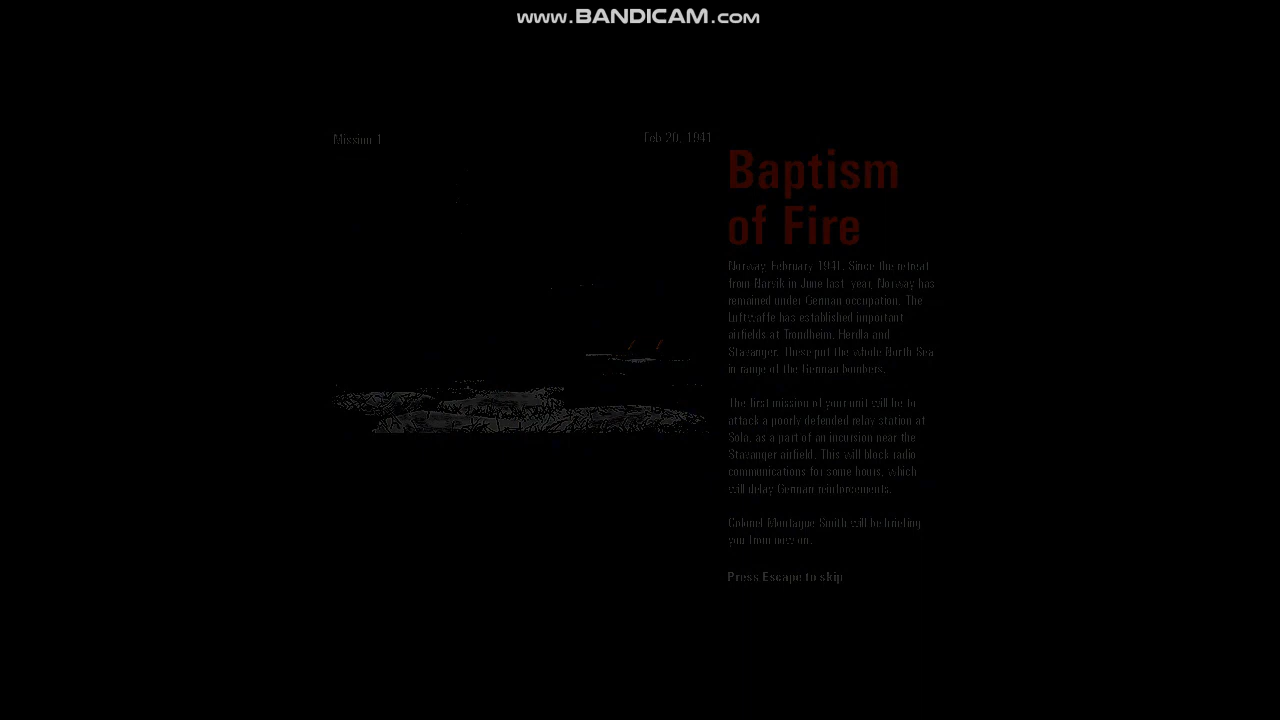 www.BANDICAM.com
Mission 1
Feb 20, 1941
Baptism
of Fire
Norway, February 1941. Since the retreat
from Narvik in June last year, Norway has
remained under German occupation. The
Luftwaffe has established important
airfields at Trondheim, Herdla and
Stavanger. These put the whole North Sea
in range of the German bombers.
The first mission of your unit will be to
attack a poorly defended relay station at
Sola, as a part of an incursion near the
Stavanger airfield. This will block radio
communications for some hours, which
will delay German reinforcements.
Colonel Montague Smith will be briefing
you from now on.
Press Escape to skip